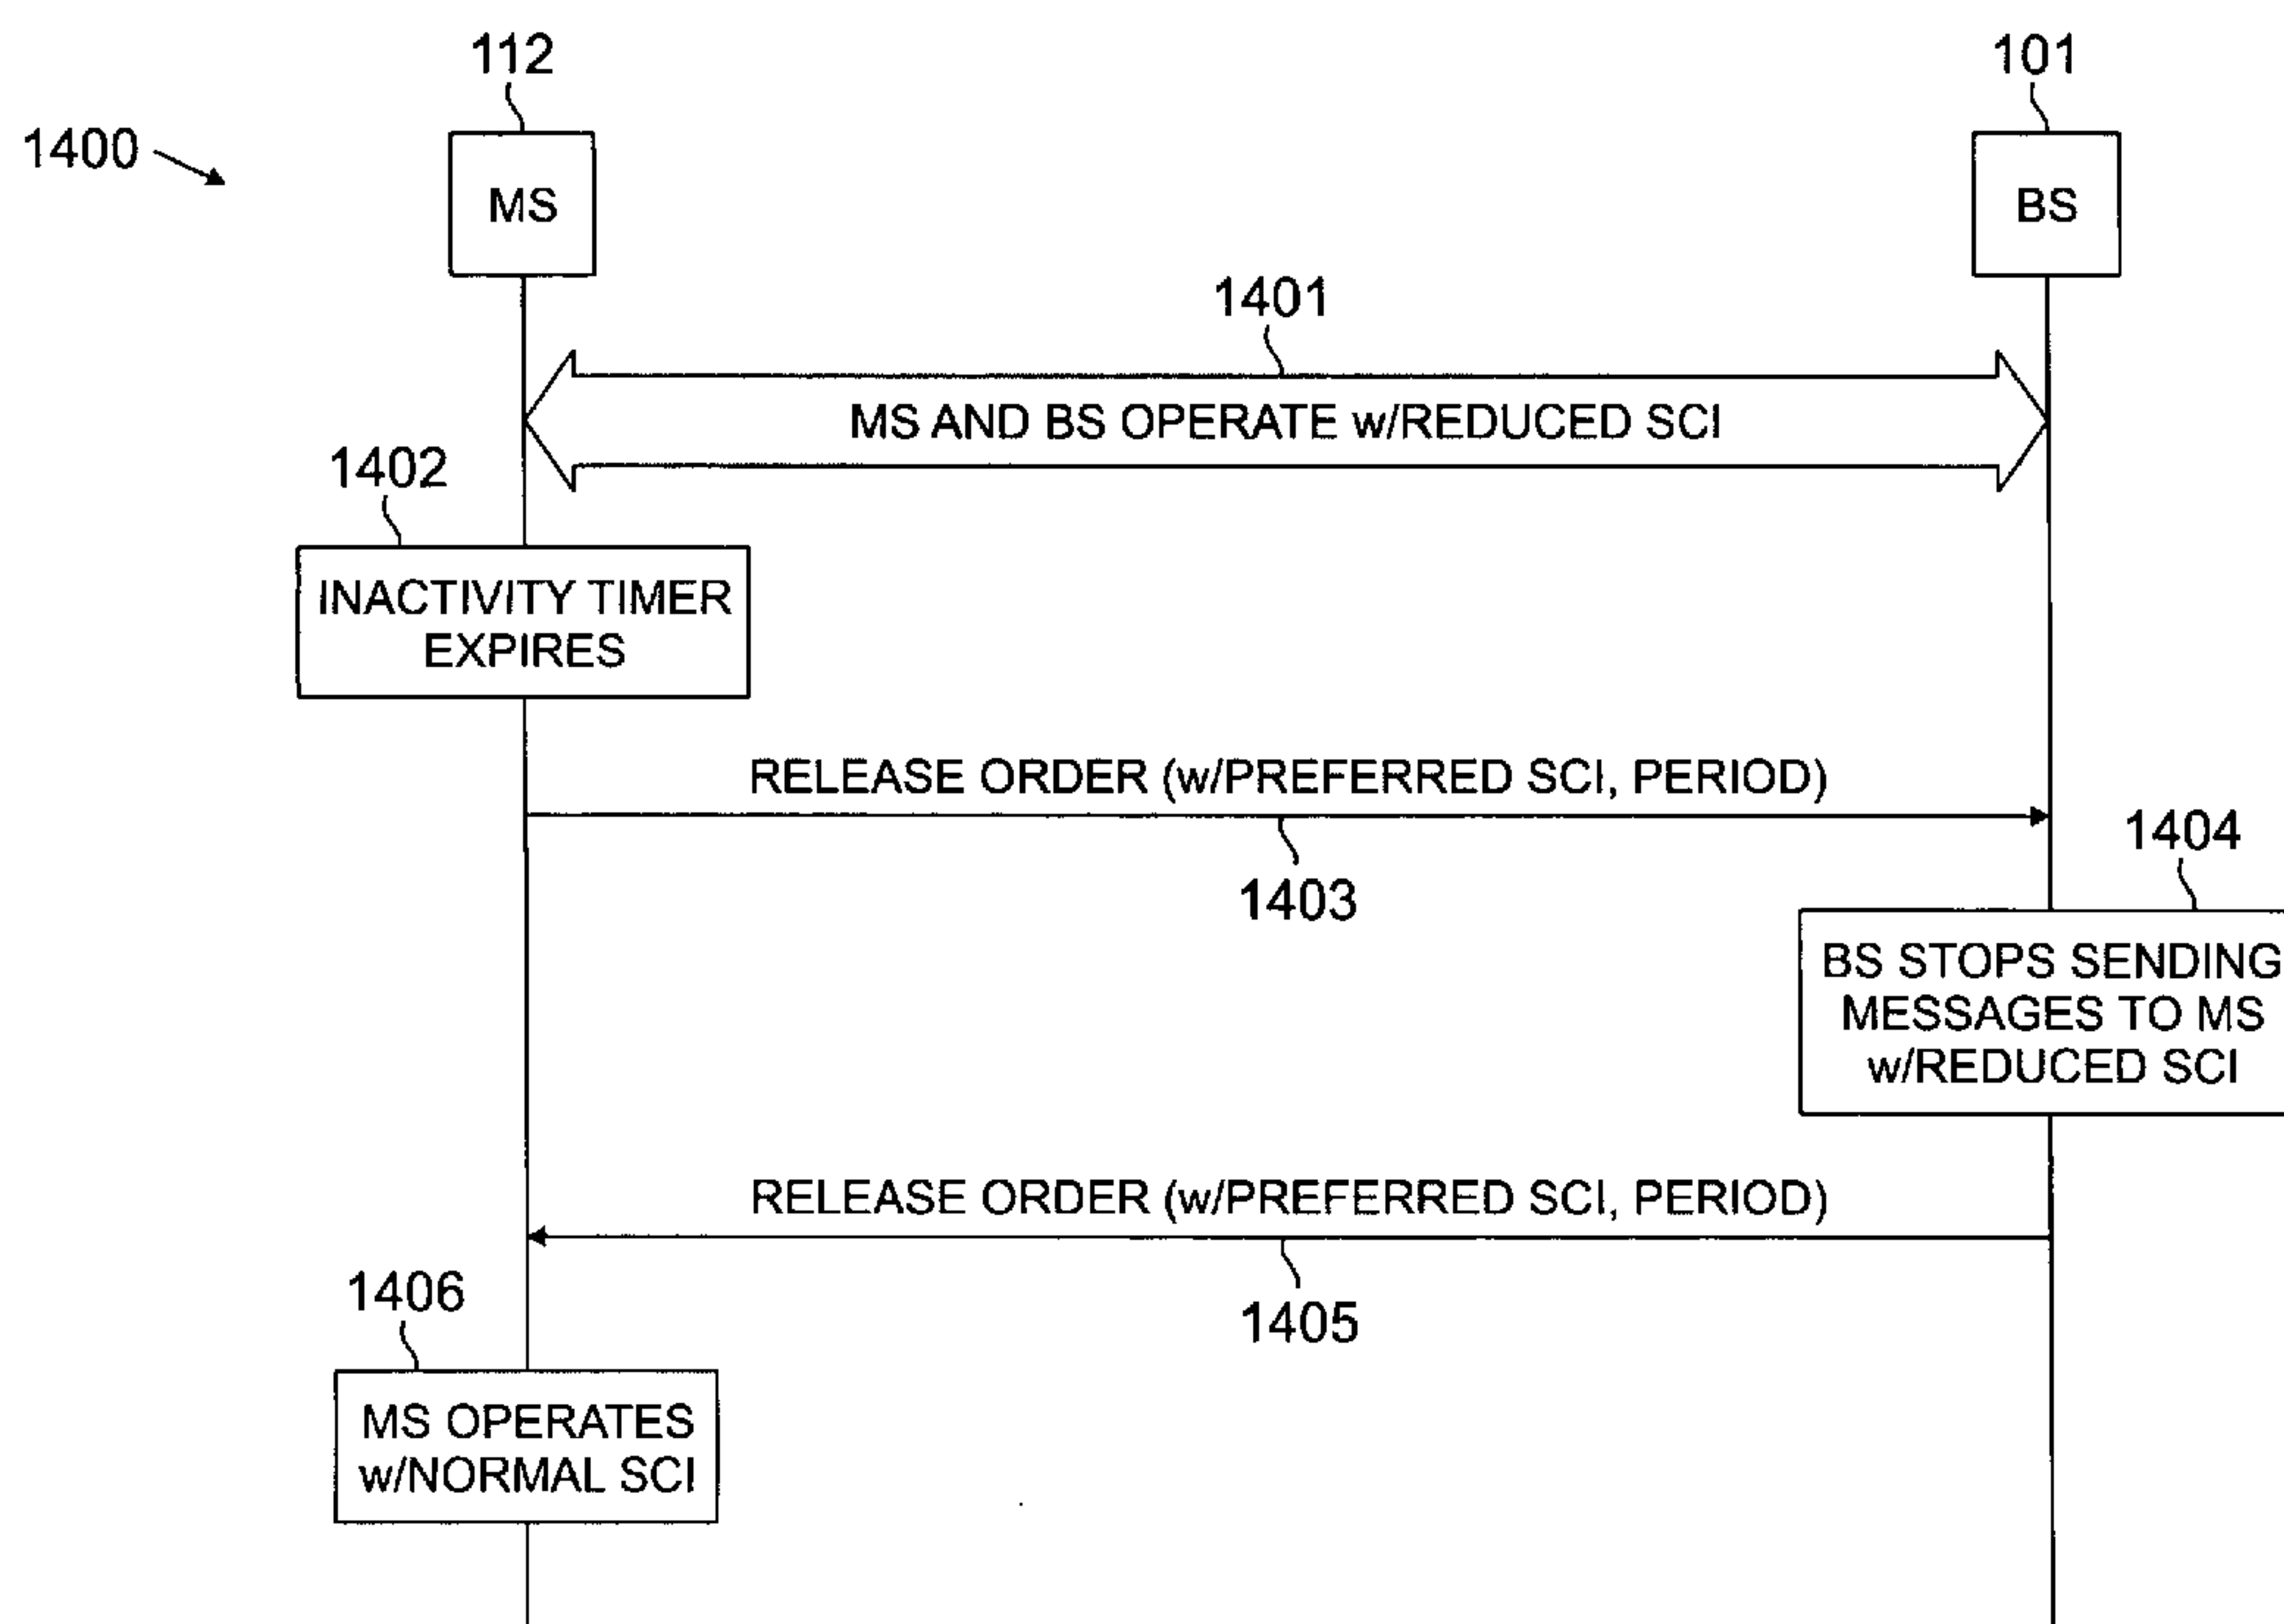 112
101
1400
MS
BS
1401
MS AND BS OPERATE w/REDUCED SCI
1402
INACTIVITY TIMER
EXPIRES
RELEASE ORDER (w/PREFERRED SCI, PERIOD)
1403
1404
BS STOPS SENDING
MESSAGES TO MS
w/REDUCED SCI
RELEASE ORDER (w/PREFERRED SCI, PERIOD)
1405
1406
MS OPERATES
w/NORMAL SCI